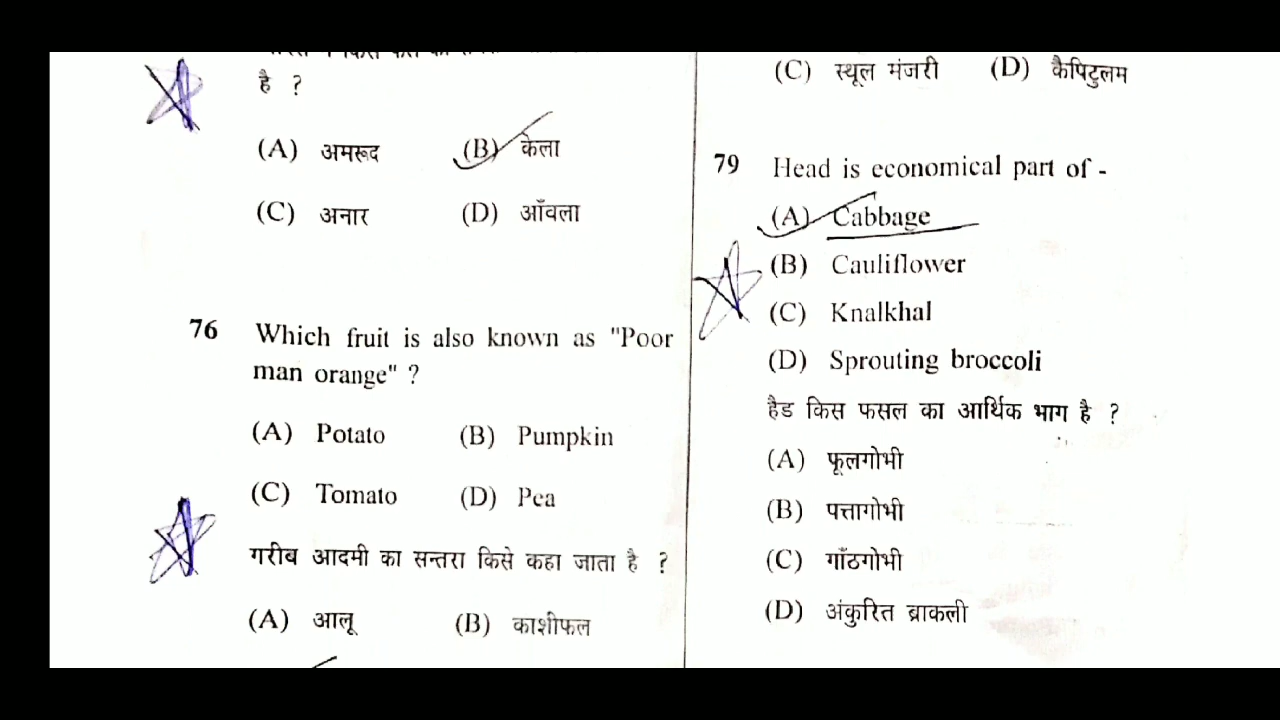 है ?
(A) अमरूद (B) केला
(C) अनार (D) आँवला
76 Which fruit is also known as "Poor
man orange" ?
(A) Potato (B) Pumpkin
(C) Tomato (D) Pea
गरीब आदमी का सन्तरा किसे कहा जाता है ?
(A) आलू (B) काशीफल
(C) स्थूल मंजरी (D) कैपिटुलम
79 Head is economical part of -
(A) Cabbage
(B) Cauliflower
(C) Knalkhal
(D) Sprouting broccoli
हैड किस फसल का आर्थिक भाग है ?
(A) फूलगोभी
(B) पत्तागोभी
(C) गाँठगोभी
(D) अंकुरित ब्राकली